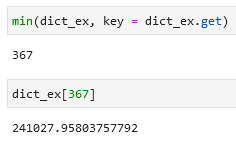 min(dict_ex, key = dict_ex.get)
367
dict_ex[367]
241027.95803757792